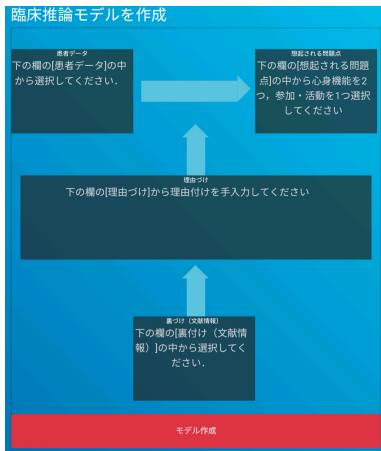 臨床推論モデルを作成
患者データ
下の欄の[患者データ]の中
から選択してください．
想起される問題点
下の欄の[想起される問題
点]の中から心身機能を2
つ，参加・活動を1つ選択
してください
理由づけ
下の欄の[理由づけ]から理由付けを手入力してください
裏づけ（文献情報）
下の欄の[裏付け（文献情
報）]の中から選択してく
ださい．
モデル作成